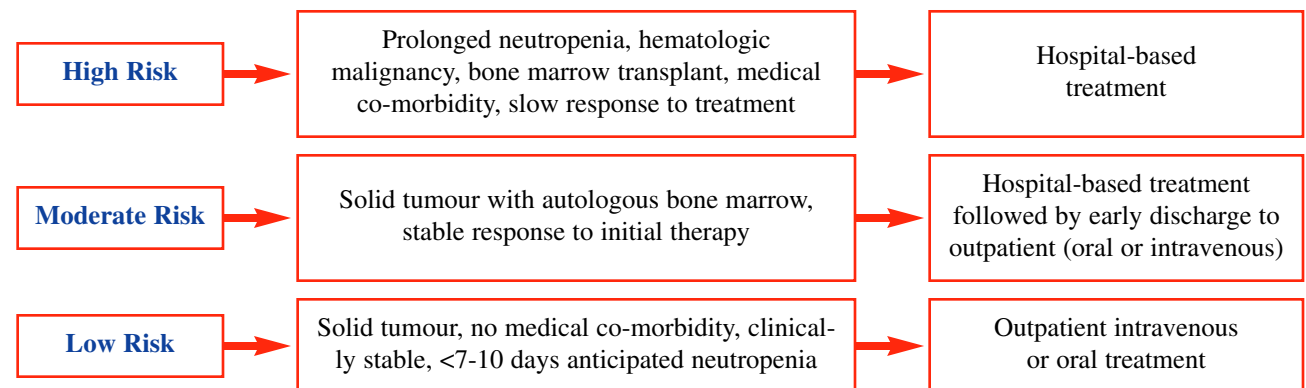 High Risk
Prolonged neutropenia, hematologic
malignancy, bone marrow transplant, medical
co-morbidity, slow response to treatment
Hospital-based
treatment
Moderate Risk
Solid tumour with autologous bone marrow,
stable response to initial therapy
Hospital-based treatment
followed by early discharge to
outpatient (oral or intravenous)
Low Risk
Solid tumour, no medical co-morbidity, clinical-
ly stable, <7-10 days anticipated neutropenia
Outpatient intravenous
or oral treatment